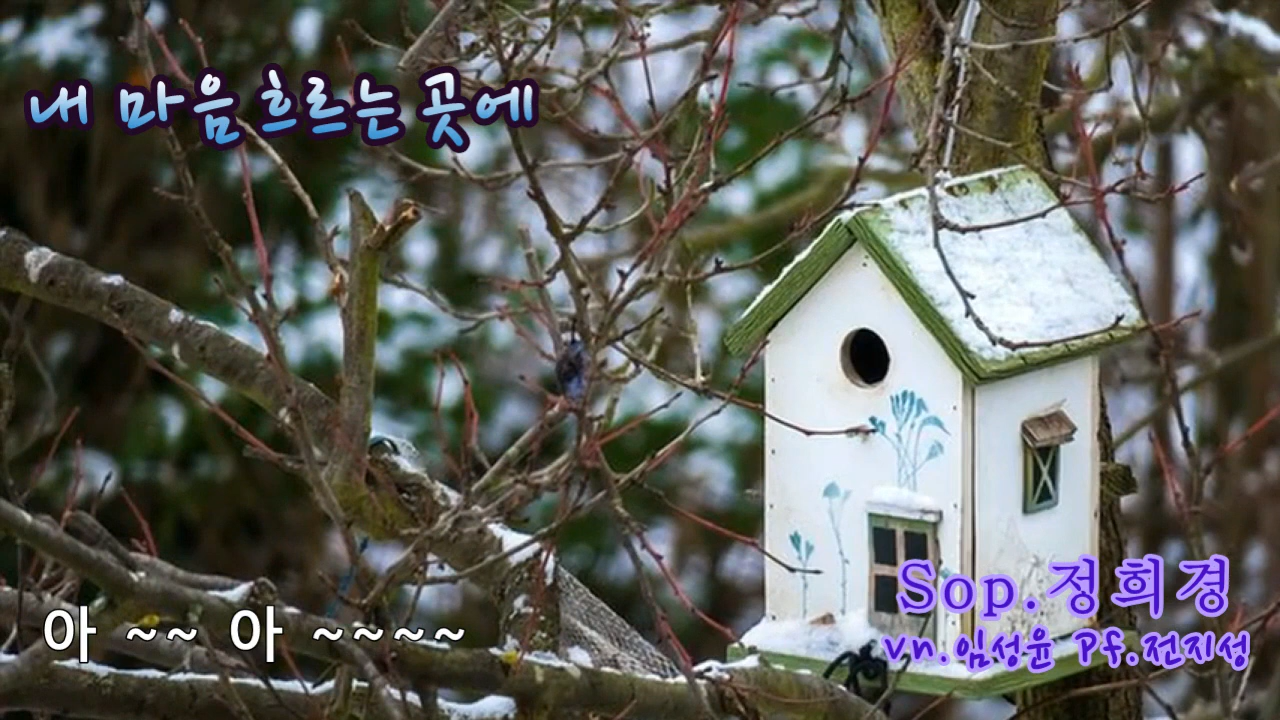 내 마음 흐르는 곳에
아 ~~ 아 ~~~~
Sop.정희경
vn.임성윤 Pf.전지성